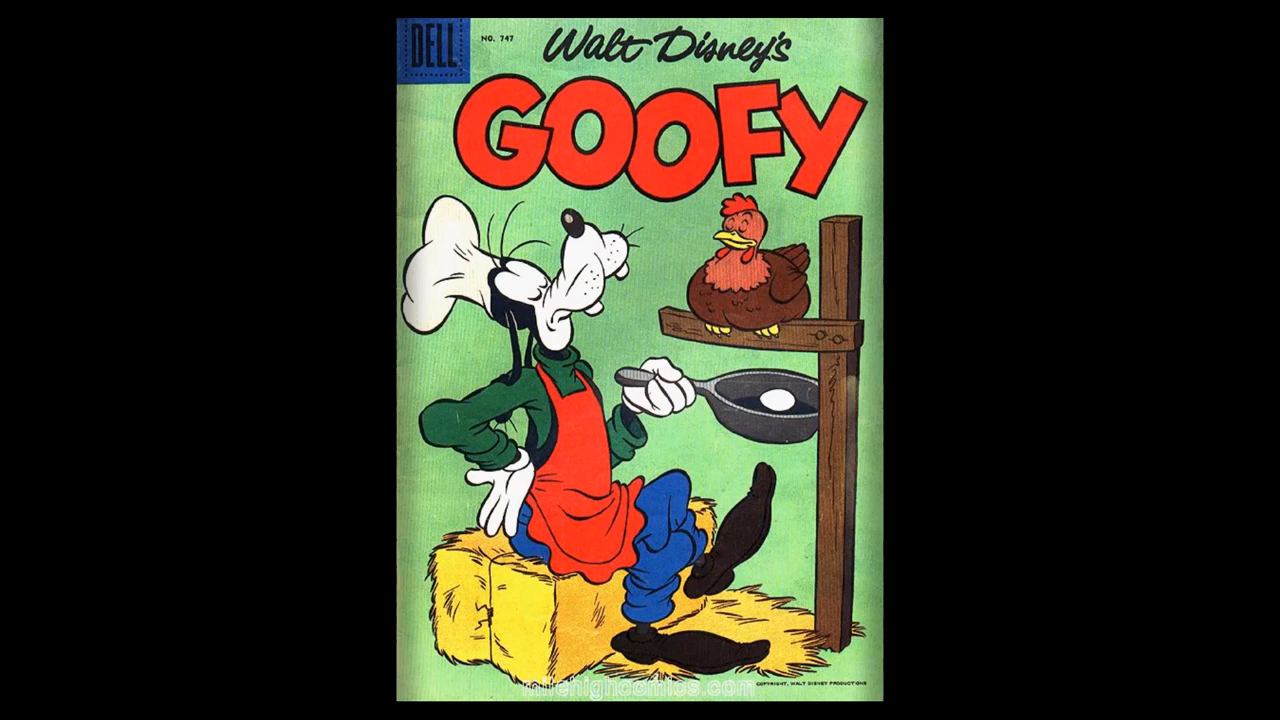 DELL
NO. 747
Walt Disney's
GOOFY
COPYRIGHT, WALT DISNEY PRODUCTIONS
milehighcomics.com